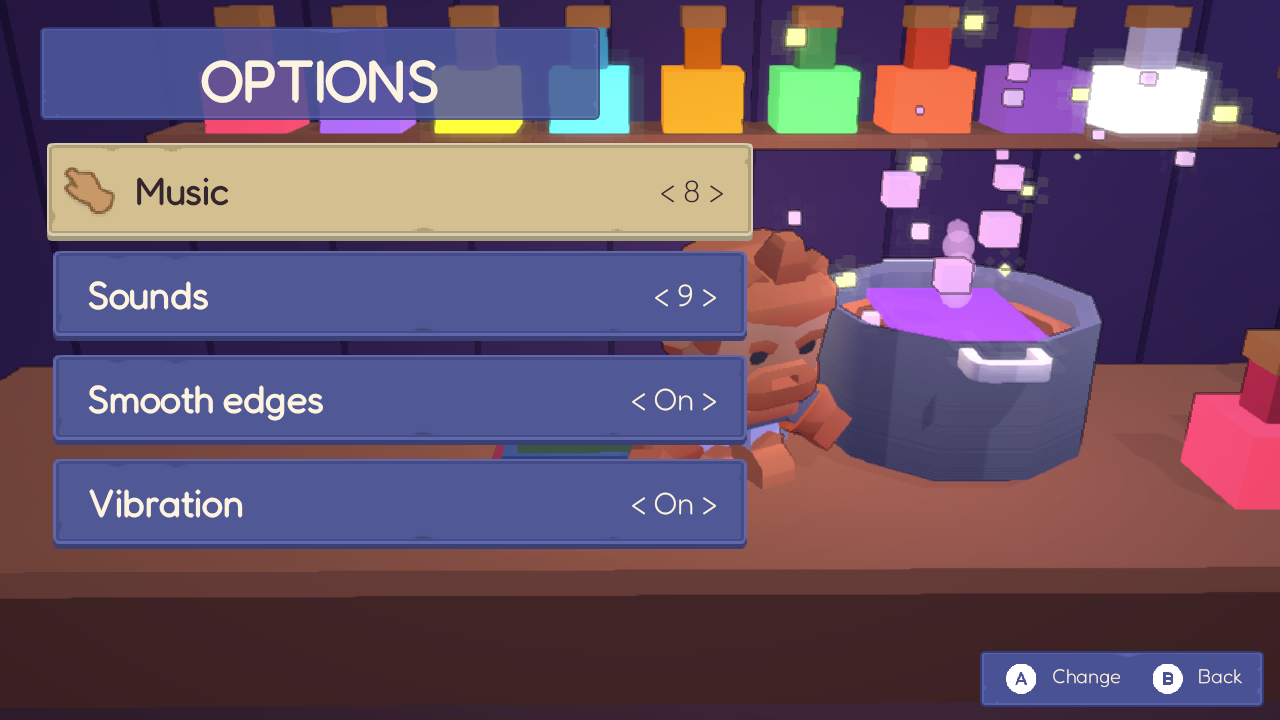 OPTIONS
Music < 8 >
Sounds < 9 >
Smooth edges < On >
Vibration < On >
A Change B Back